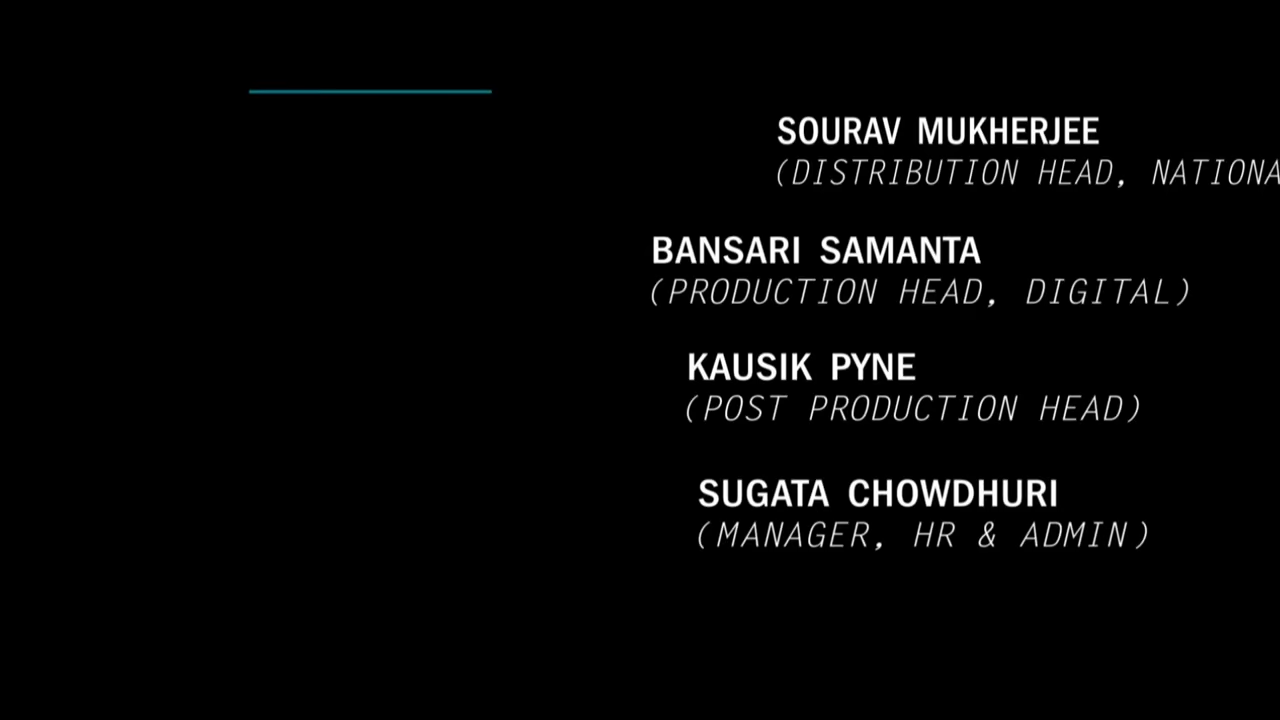 SOURAV MUKHERJEE
(DISTRIBUTION HEAD, NATIONA
BANSARI SAMANTA
(PRODUCTION HEAD, DIGITAL)
KAUSIK PYNE
(POST PRODUCTION HEAD)
SUGATA CHOWDHURI
(MANAGER, HR & ADMIN)